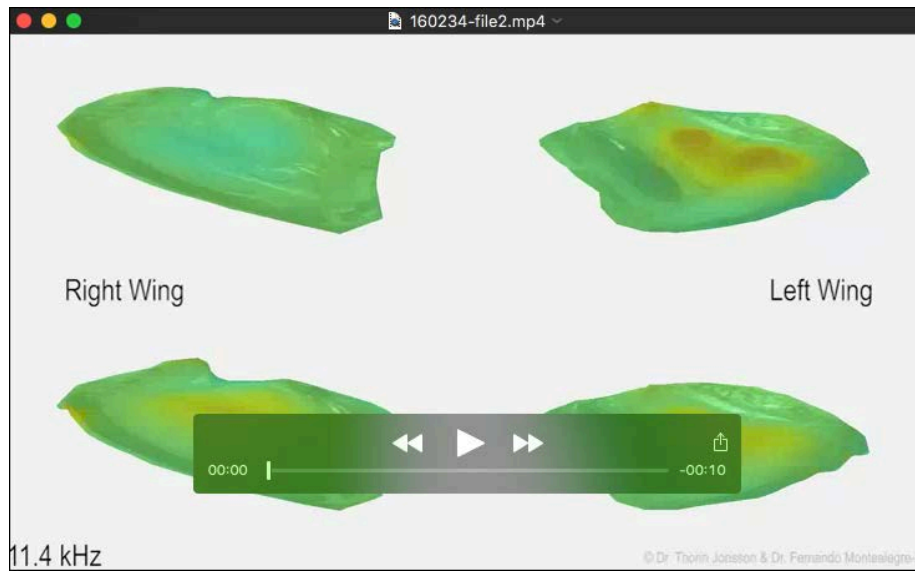 160234-file2.mp4
Right Wing
Left Wing
00:00
-00:10
11.4 kHz
© Dr. Thorin Jonsson & Dr. Fernando Montealegre-